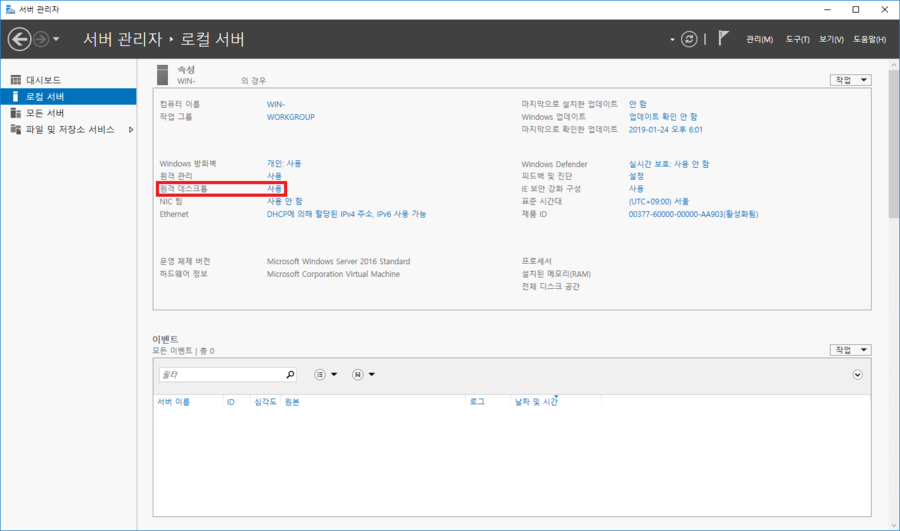 서버 관리자
서버 관리자 ‣ 로컬 서버
관리(M) 도구(T) 보기(V) 도움말(H)
대시보드
로컬 서버
모든 서버
파일 및 저장소 서비스
속성
WIN- 의 경우
작업
컴퓨터 이름 WIN-
작업 그룹 WORKGROUP
마지막으로 설치한 업데이트 안 함
Windows 업데이트 업데이트 확인 안 함
마지막으로 확인한 업데이트 2019-01-24 오후 6:01
Windows 방화벽 개인: 사용
원격 관리 사용
원격 데스크톱 사용
NIC 팀 사용 안 함
Ethernet DHCP에 의해 할당된 IPv4 주소, IPv6 사용 가능
Windows Defender 실시간 보호: 사용 안 함
피드백 및 진단 설정
IE 보안 강화 구성 사용
표준 시간대 (UTC+09:00) 서울
제품 ID 00377-60000-00000-AA903(활성화됨)
운영 체제 버전 Microsoft Windows Server 2016 Standard
하드웨어 정보 Microsoft Corporation Virtual Machine
프로세서
설치된 메모리(RAM)
전체 디스크 공간
이벤트
모든 이벤트 | 총 0
작업
필터
서버 이름 ID 심각도 원본 로그 날짜 및 시간